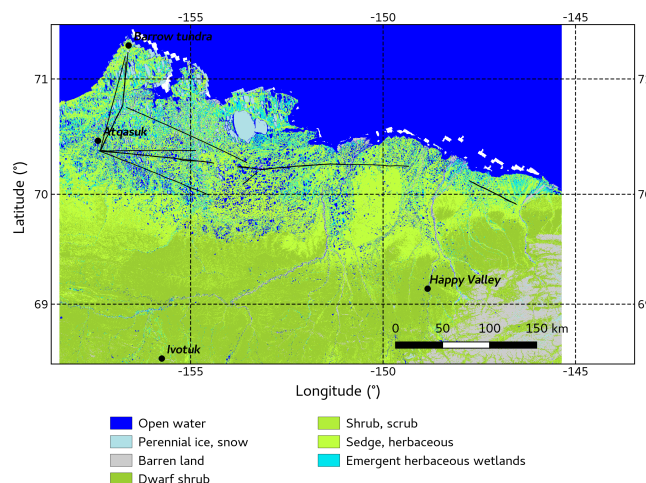 -155 -150 -145
Barrow tundra
71
Atqasuk
70
Latitude (°)
Happy Valley
69
0 50 100 150 km
Ivotuk
-155 -150 -145
Longitude (°)
Open water
Perennial ice, snow
Barren land
Dwarf shrub
Shrub, scrub
Sedge, herbaceous
Emergent herbaceous wetlands